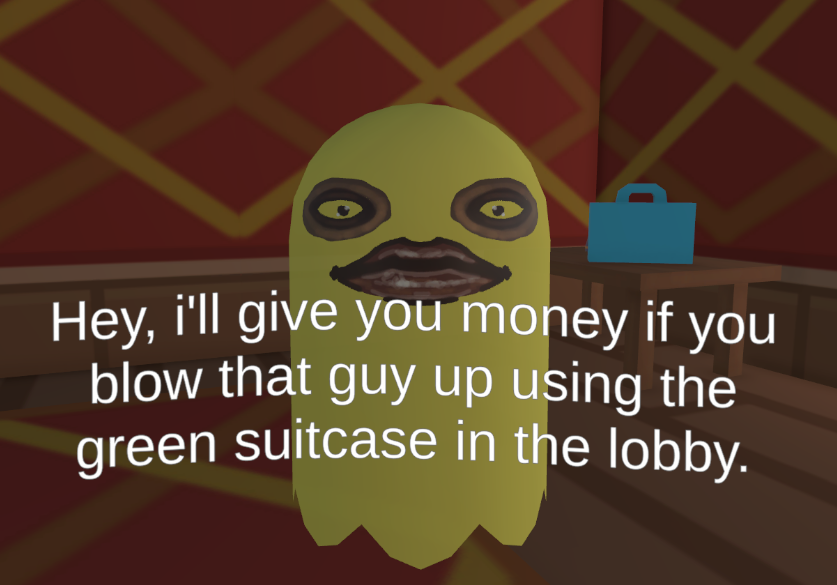 Hey, i'll give you money if you
blow that guy up using the
green suitcase in the lobby.